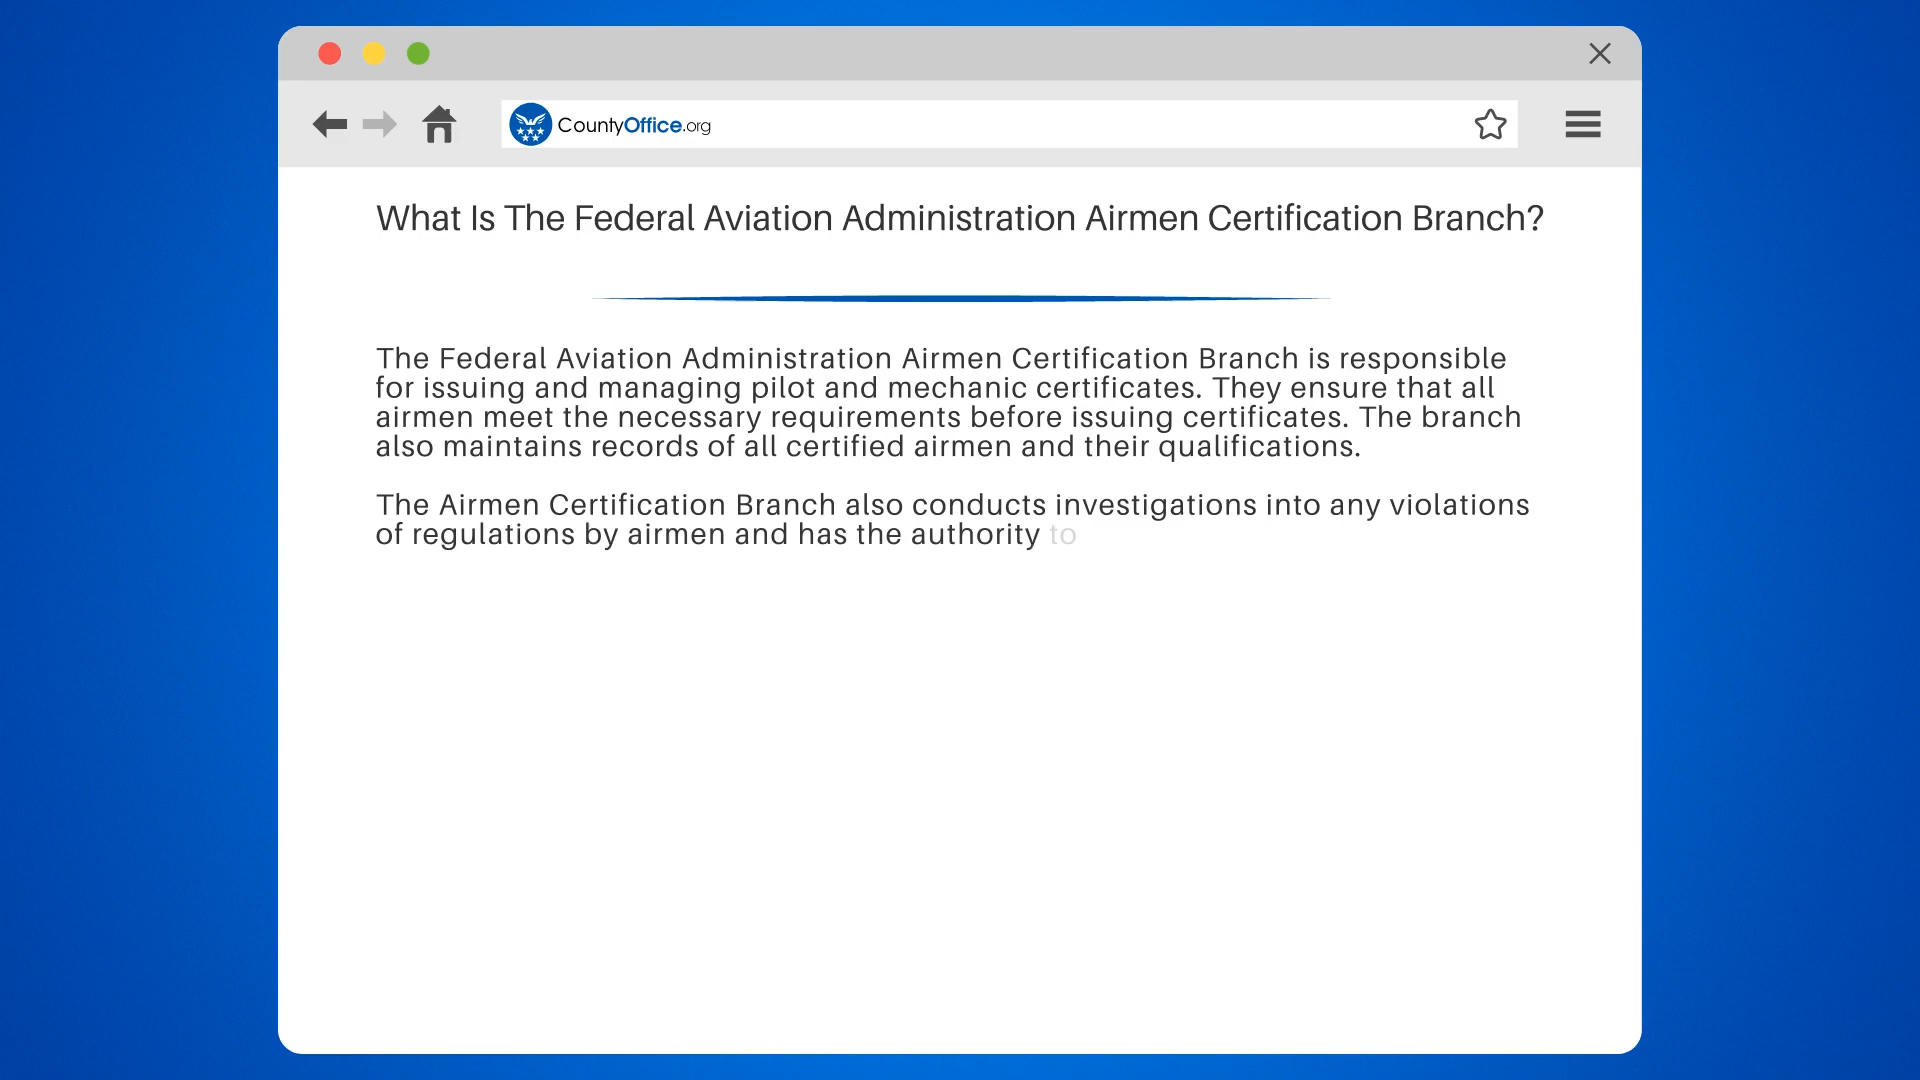 CountyOffice.org
What Is The Federal Aviation Administration Airmen Certification Branch?
The Federal Aviation Administration Airmen Certification Branch is responsible
for issuing and managing pilot and mechanic certificates. They ensure that all
airmen meet the necessary requirements before issuing certificates. The branch
also maintains records of all certified airmen and their qualifications.
The Airmen Certification Branch also conducts investigations into any violations
of regulations by airmen and has the authority to